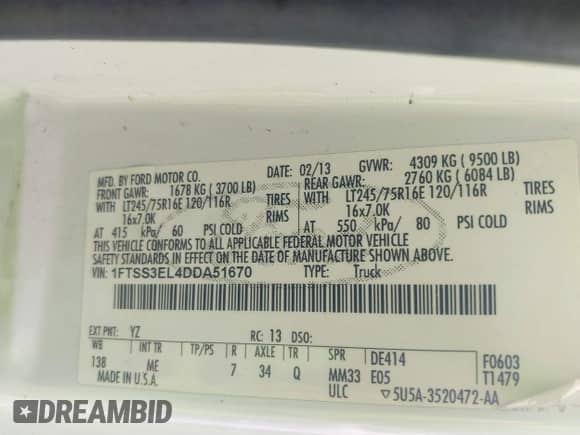 MFD. BY FORD MOTOR CO. DATE: 02/13 GVWR: 4309 KG ( 9500 LB)
FRONT GAWR: 1678 KG ( 3700 LB) REAR GAWR: 2760 KG ( 6084 LB)
WITH LT245/75R16E 120/116R TIRES WITH LT245/75R16E 120/116R TIRES
16x7.0K RIMS 16x7.0K RIMS
AT 415 kPa/ 60 PSI COLD AT 550 kPa/ 80 PSI COLD
THIS VEHICLE CONFORMS TO ALL APPLICABLE FEDERAL MOTOR VEHICLE
SAFETY STANDARDS IN EFFECT ON THE DATE OF MANUFACTURE SHOWN ABOVE.
VIN: 1FTSS3EL4DDA51670 TYPE: Truck
EXT PNT: YZ RC: 13 DSO:
WB INT TR TP/PS R AXLE TR SPR DE414 F0603
138 ME 7 34 Q MM33 E05 T1479
MADE IN U.S.A. ULC ▽5U5A-3520472-AA
DREAMBID